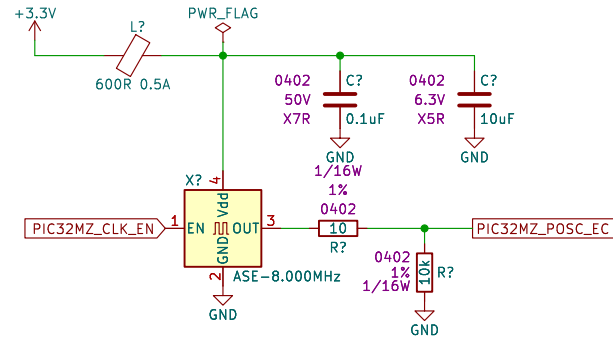 +3.3V
L?
PWR_FLAG
600R 0.5A
0402 C?
50V
X7R 0.1uF
GND
0402 C?
6.3V
X5R 10uF
GND
1/16W
1%
0402
10
R?
X?
4
Vdd
PIC32MZ_CLK_EN
1
EN
OUT
3
GND
2
ASE-8.000MHz
GND
PIC32MZ_POSC_EC
0402
1%
1/16W
10k
R?
GND